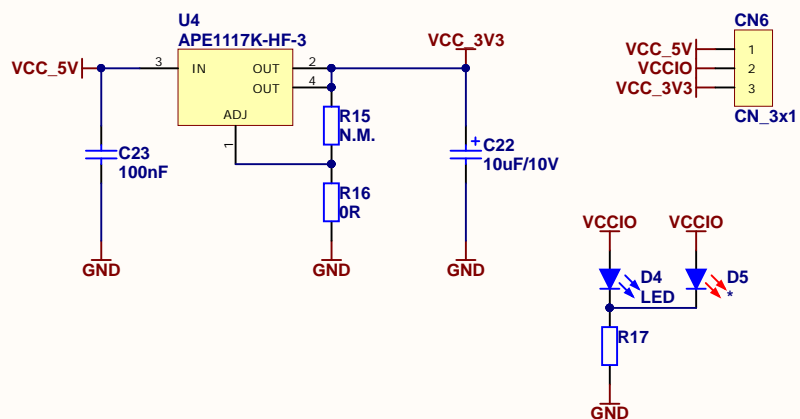 U4
APE1117K-HF-3
VCC_5V
3
IN
OUT
2
OUT
4
ADJ
1
VCC_3V3
R15
N.M.
R16
0R
C23
100nF
+
C22
10uF/10V
GND
GND
GND
CN6
VCC_5V
1
VCCIO
2
VCC_3V3
3
CN_3x1
VCCIO
VCCIO
D4
LED
D5
*
R17
GND